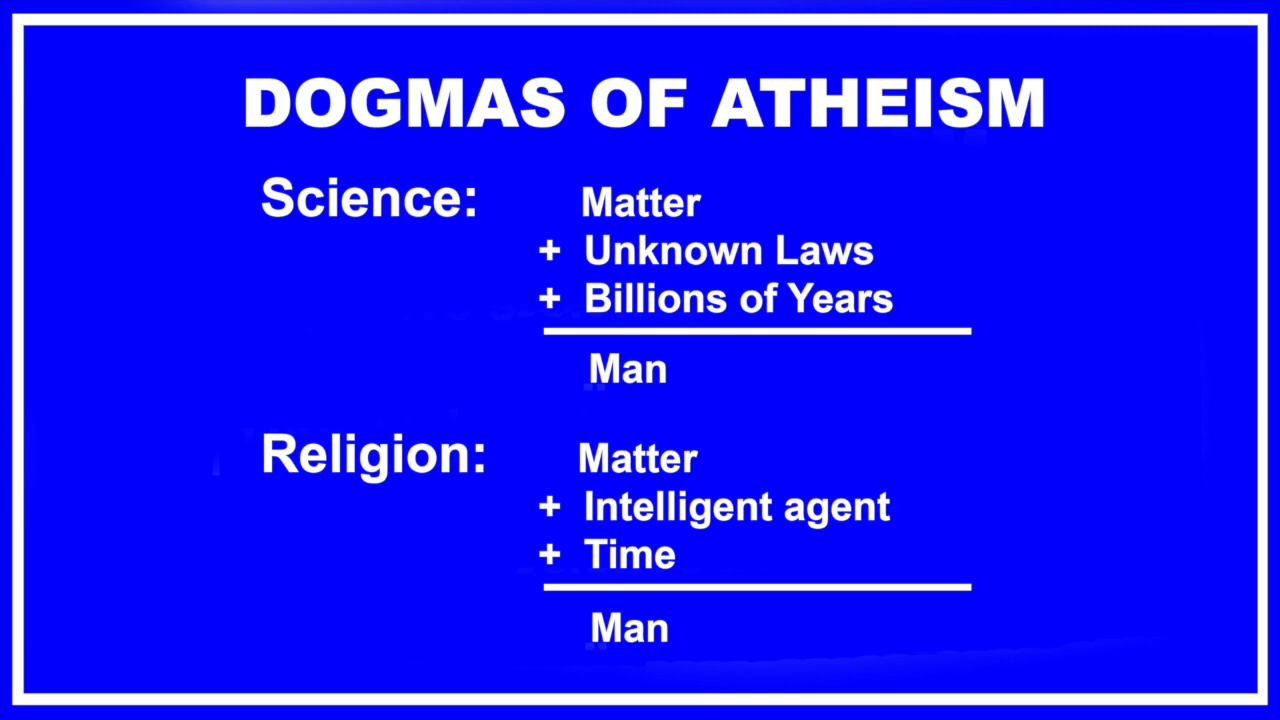 DOGMAS OF ATHEISM
Science: Matter
+ Unknown Laws
+ Billions of Years
Man
Religion: Matter
+ Intelligent agent
+ Time
Man